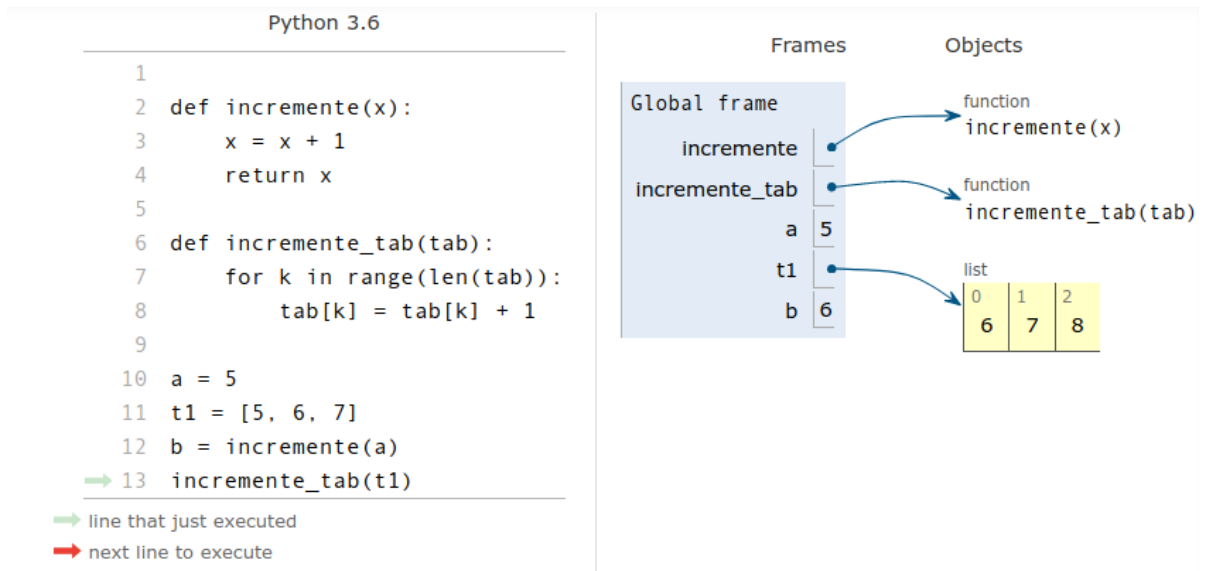 Python 3.6
1
2 def incremente(x):
3     x = x + 1
4     return x
5
6 def incremente_tab(tab):
7     for k in range(len(tab)):
8         tab[k] = tab[k] + 1
9
10 a = 5
11 t1 = [5, 6, 7]
12 b = incremente(a)
13 incremente_tab(t1)
line that just executed
next line to execute
Frames Objects
Global frame
incremente
incremente_tab
a 5
t1
b 6
function
incremente(x)
function
incremente_tab(tab)
list
0 1 2
6 7 8